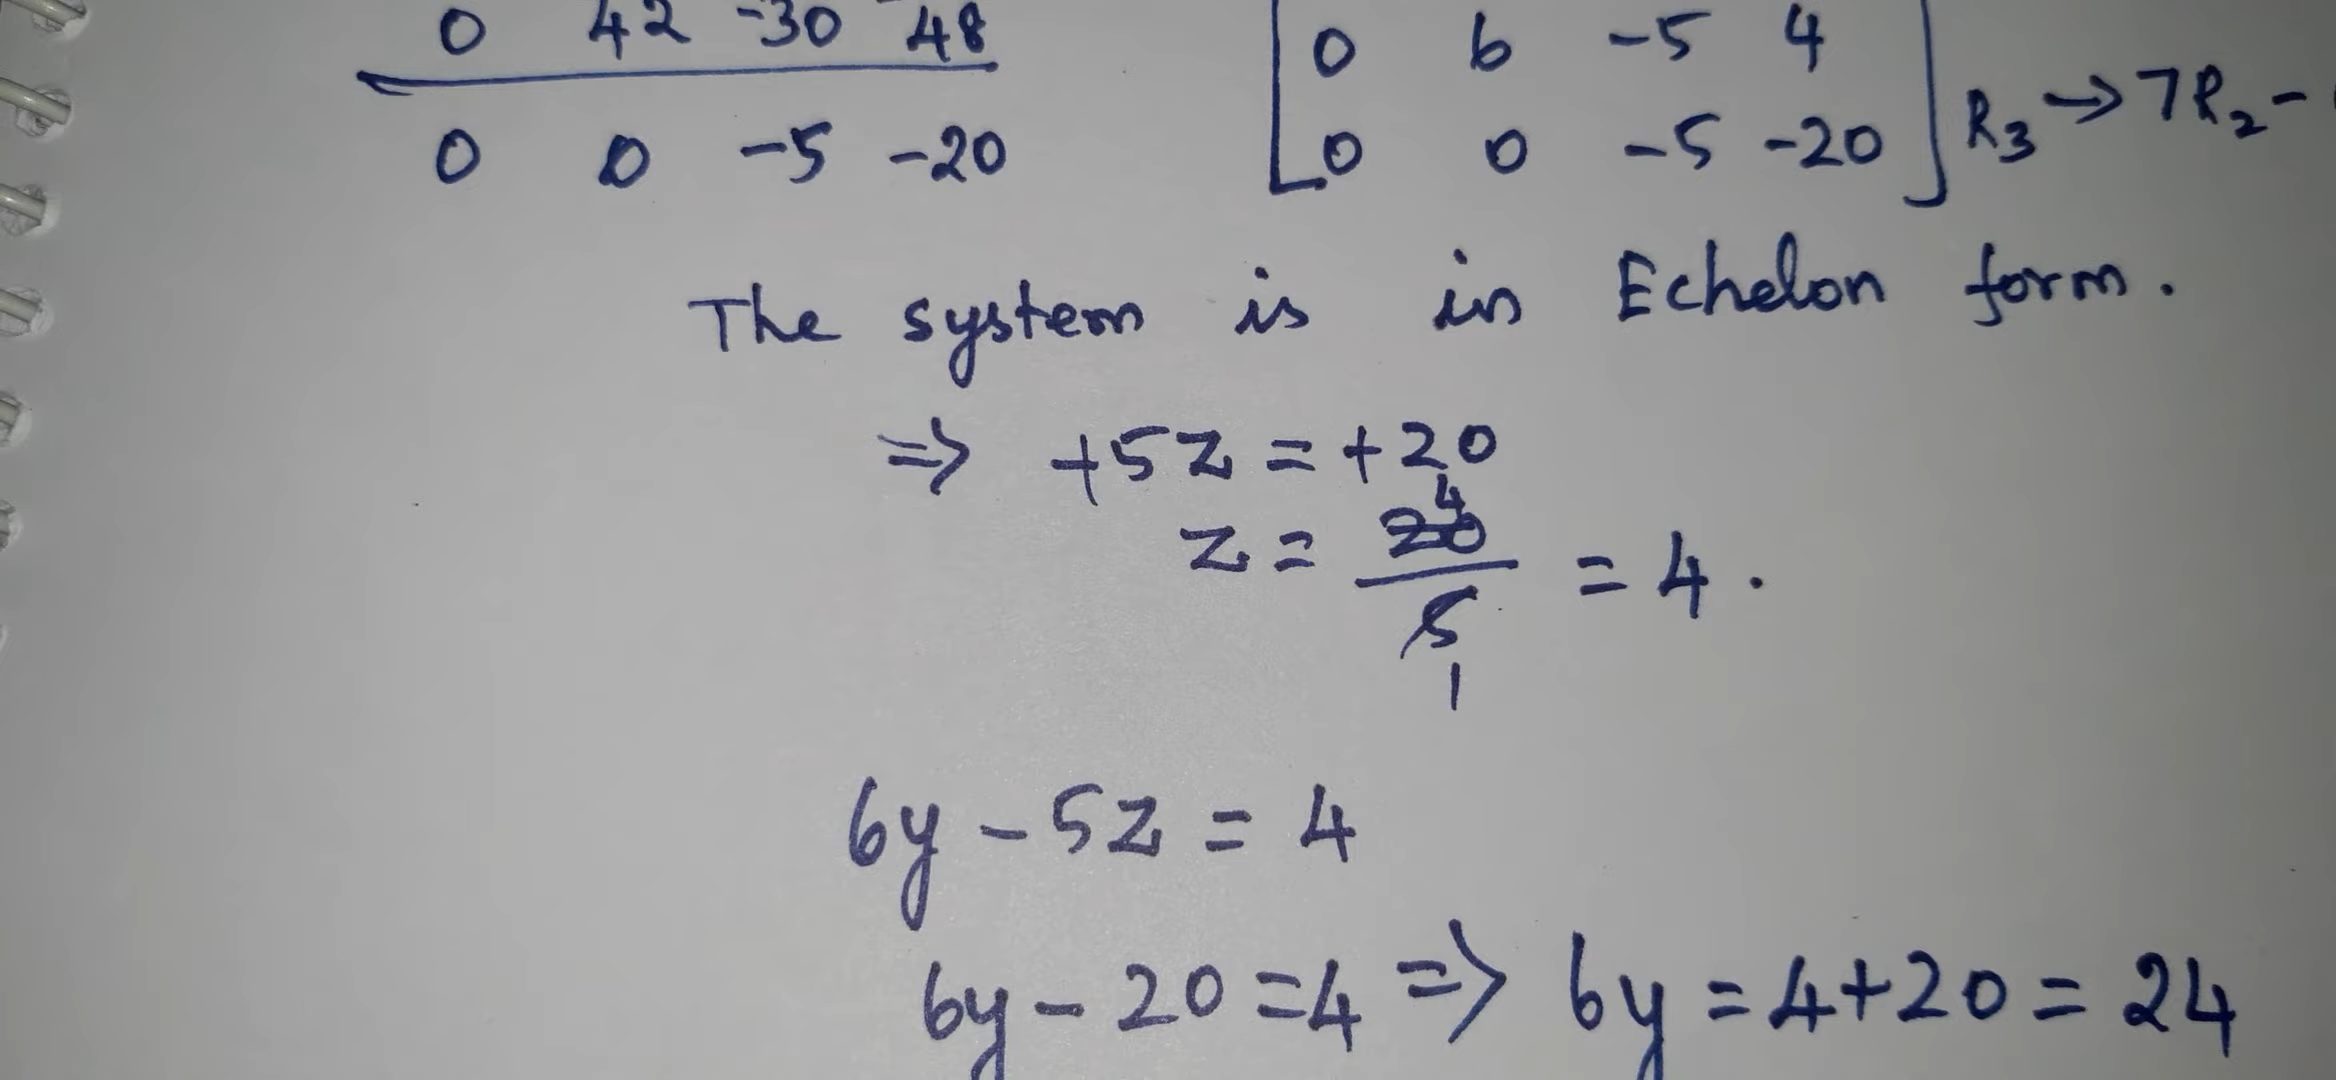 0 42 -30 48
0 0 -5 -20
0 6 -5 4
0 0 -5 -20 R3 → 7R2 -
The system is in Echelon form.
⇒ +5z = +20
z = 20/5 = 4.
4
1
6y - 5z = 4
6y - 20 = 4 ⇒ 6y = 4 + 20 = 24